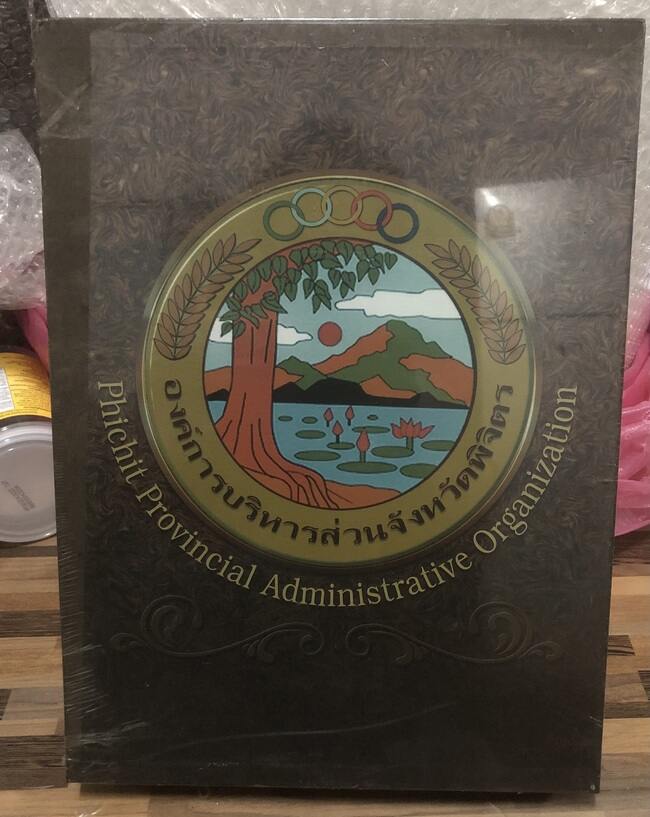 องค์การบริหารส่วนจังหวัดพิจิตร
Phichit Provincial Administrative Organization